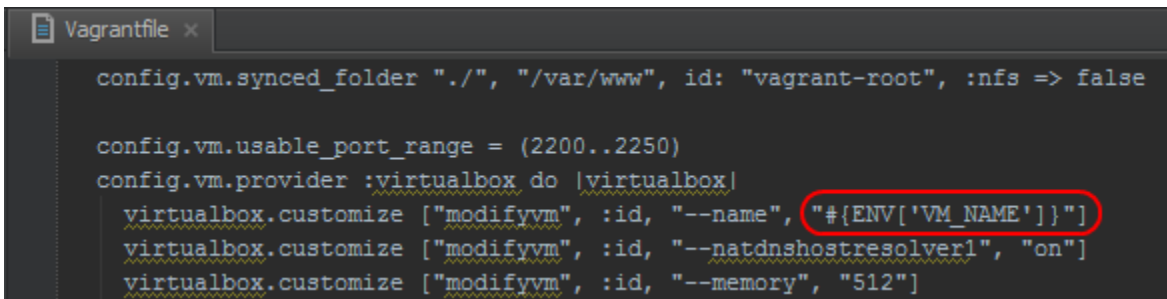 Vagrantfile ×
config.vm.synced_folder "./", "/var/www", id: "vagrant-root", :nfs => false
config.vm.usable_port_range = (2200..2250)
config.vm.provider :virtualbox do |virtualbox|
virtualbox.customize ["modifyvm", :id, "--name", "#{ENV['VM_NAME']}"]
virtualbox.customize ["modifyvm", :id, "--natdnshostresolver1", "on"]
virtualbox.customize ["modifyvm", :id, "--memory", "512"]